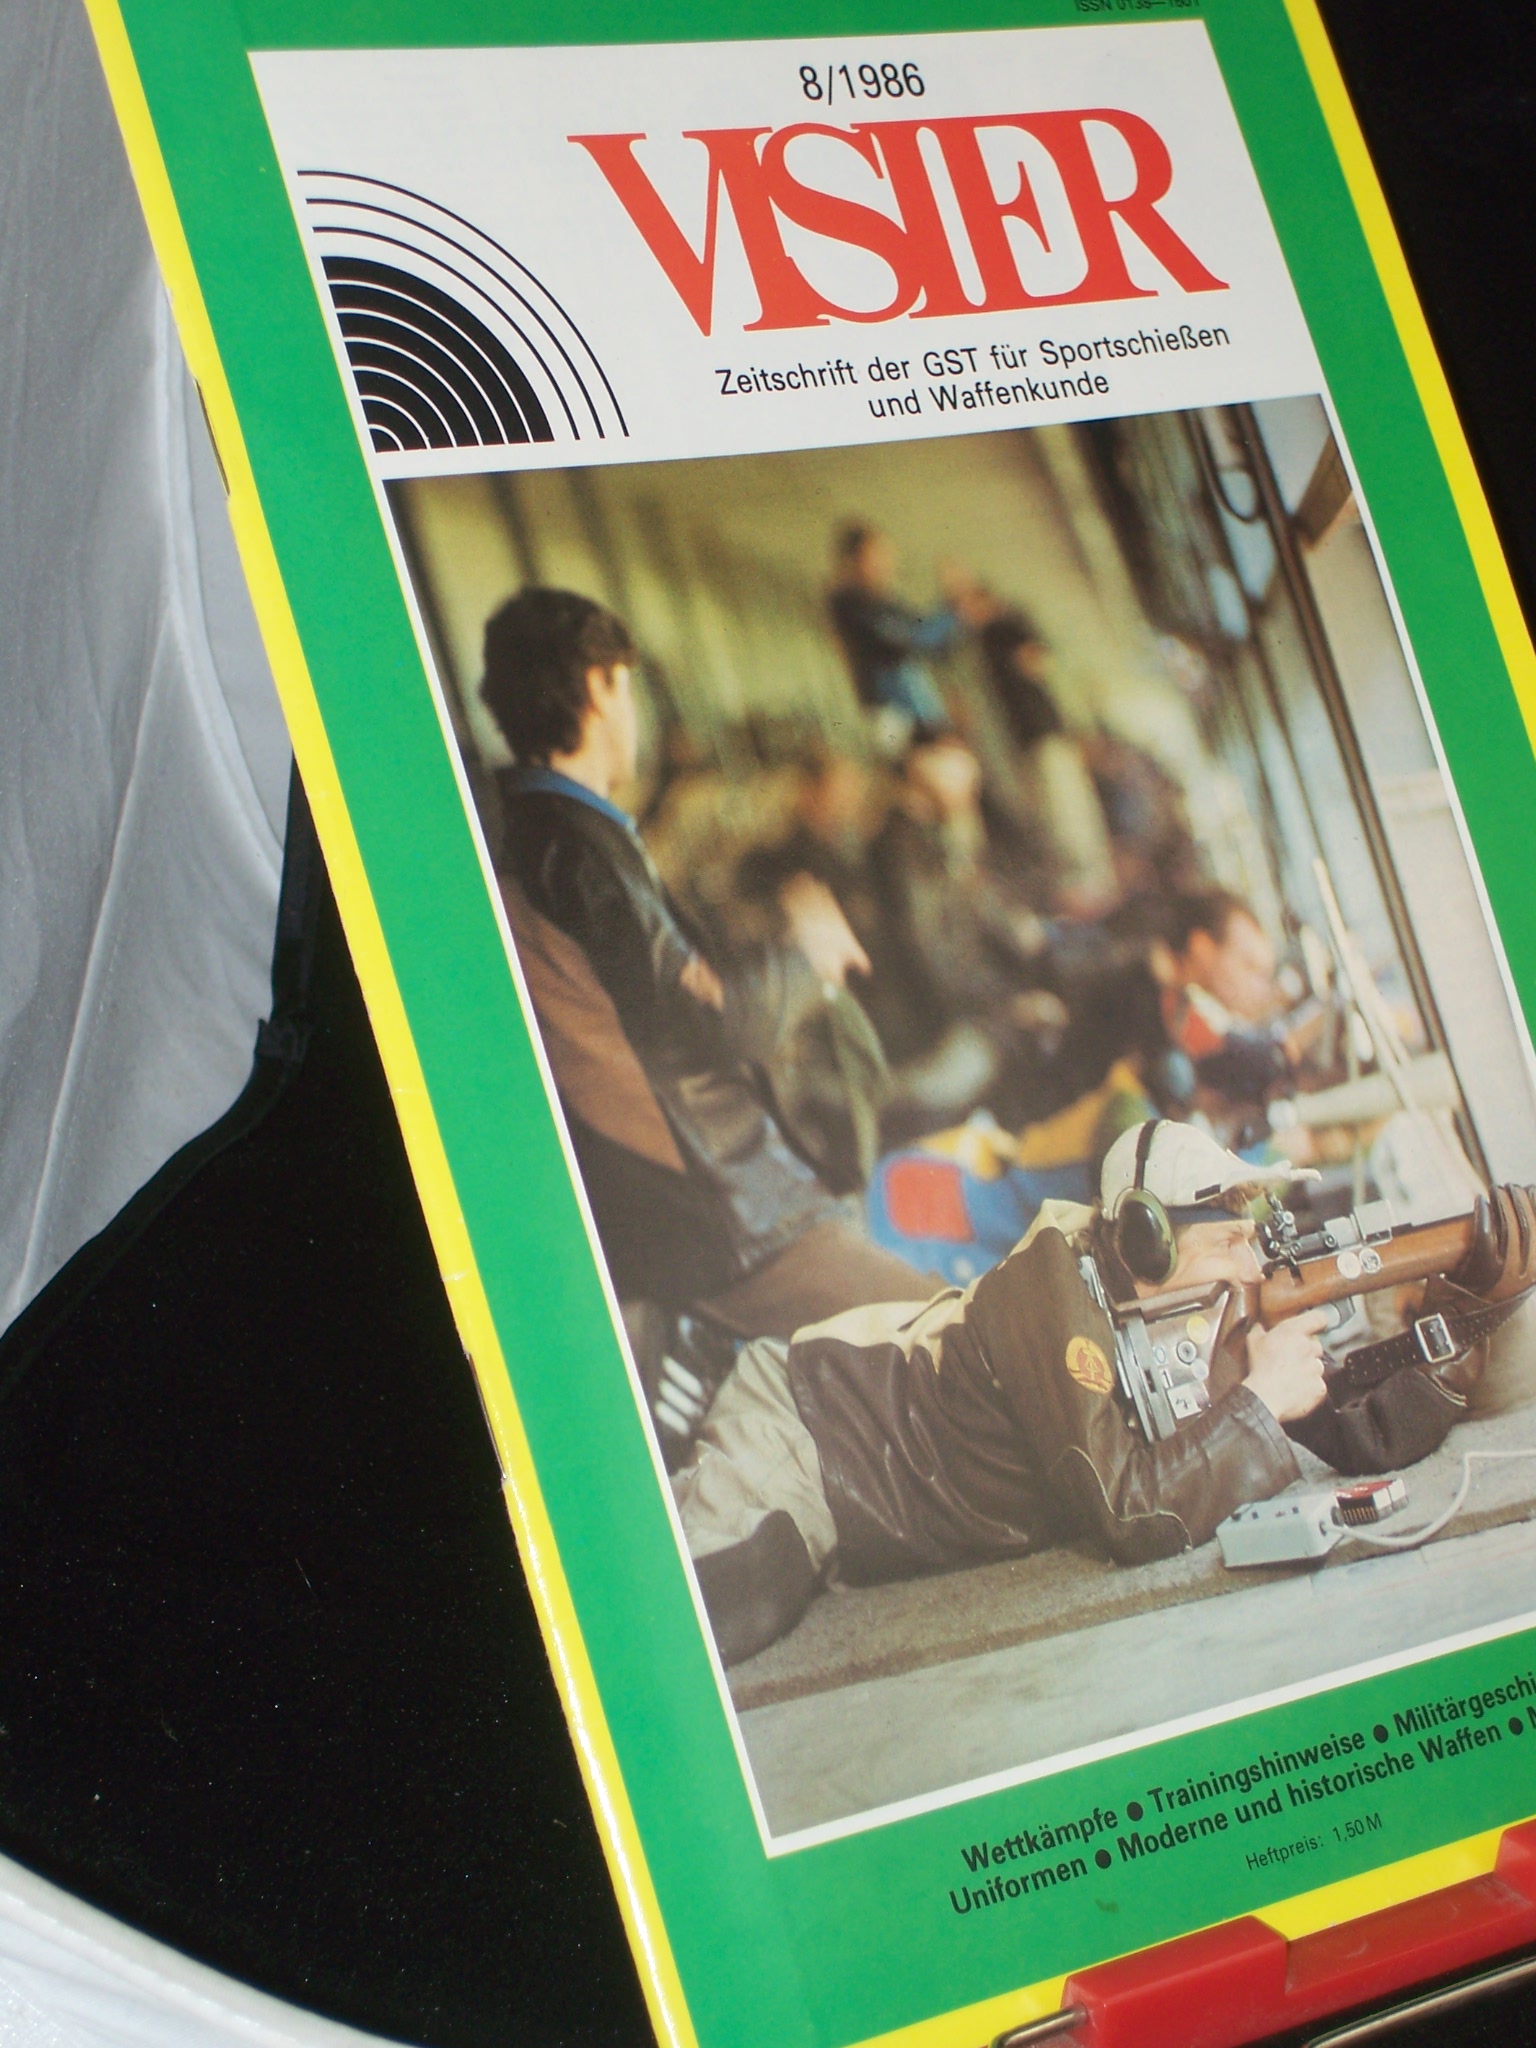 8/1986
VISIER
Zeitschrift der GST für Sportschießen
und Waffenkunde
Wettkämpfe ● Trainingshinweise ● Militärgeschi
Uniformen ● Moderne und historische Waffen ●
Heftpreis: 1,50 M